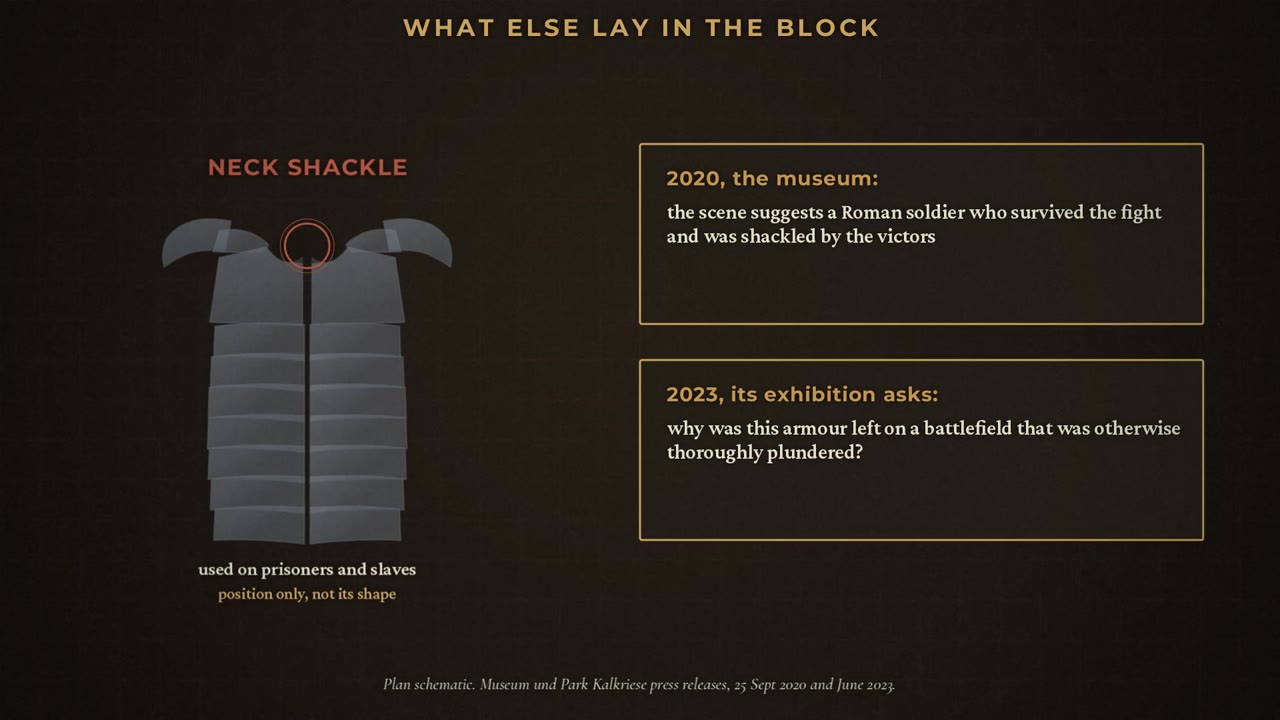 WHAT ELSE LAY IN THE BLOCK
NECK SHACKLE
used on prisoners and slaves
position only, not its shape
2020, the museum:
the scene suggests a Roman soldier who survived the fight
and was shackled by the victors
2023, its exhibition asks:
why was this armour left on a battlefield that was otherwise
thoroughly plundered?
Plan schematic. Museum und Park Kalkriese press releases, 25 Sept 2020 and June 2023.